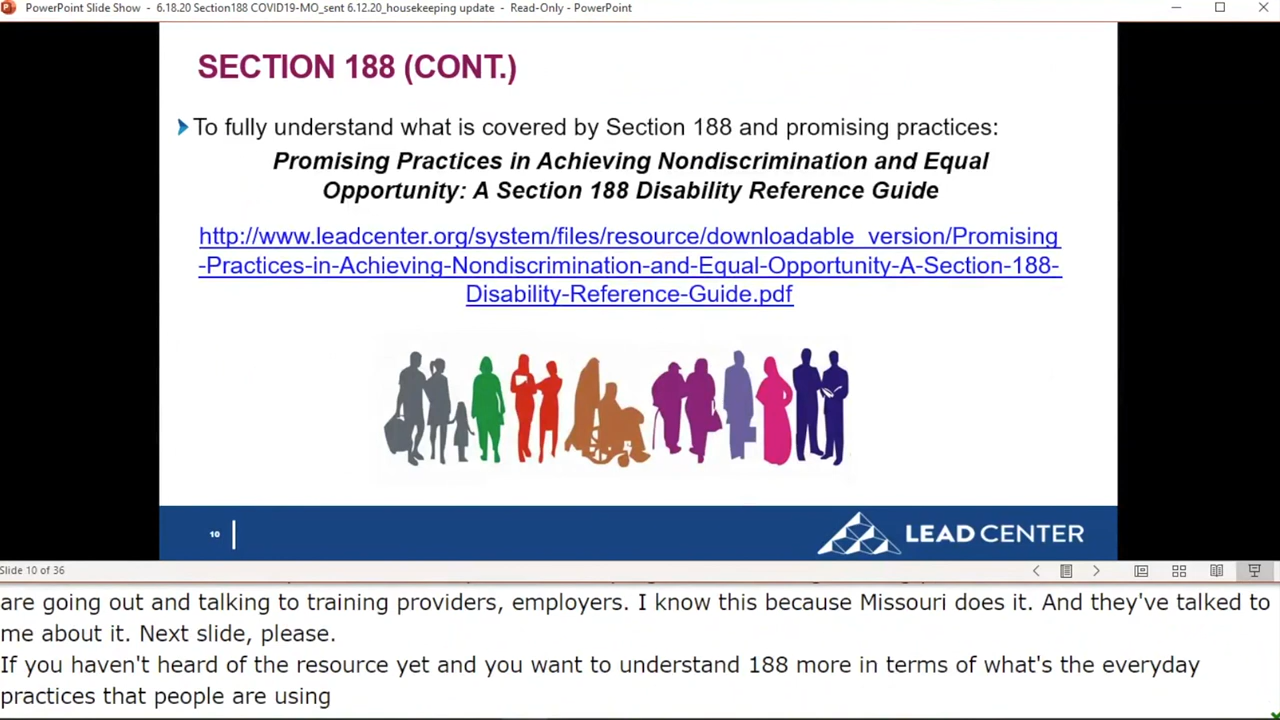 PowerPoint Slide Show - 6.18.20 Section188 COVID19-MO_sent 6.12.20_housekeeping update - Read-Only - PowerPoint
SECTION 188 (CONT.)
To fully understand what is covered by Section 188 and promising practices:
Promising Practices in Achieving Nondiscrimination and Equal
Opportunity: A Section 188 Disability Reference Guide
http://www.leadcenter.org/system/files/resource/downloadable_version/Promising
-Practices-in-Achieving-Nondiscrimination-and-Equal-Opportunity-A-Section-188-
Disability-Reference-Guide.pdf
10
LEAD CENTER
Slide 10 of 36
are going out and talking to training providers, employers. I know this because Missouri does it. And they've talked to
me about it. Next slide, please.
If you haven't heard of the resource yet and you want to understand 188 more in terms of what's the everyday
practices that people are using